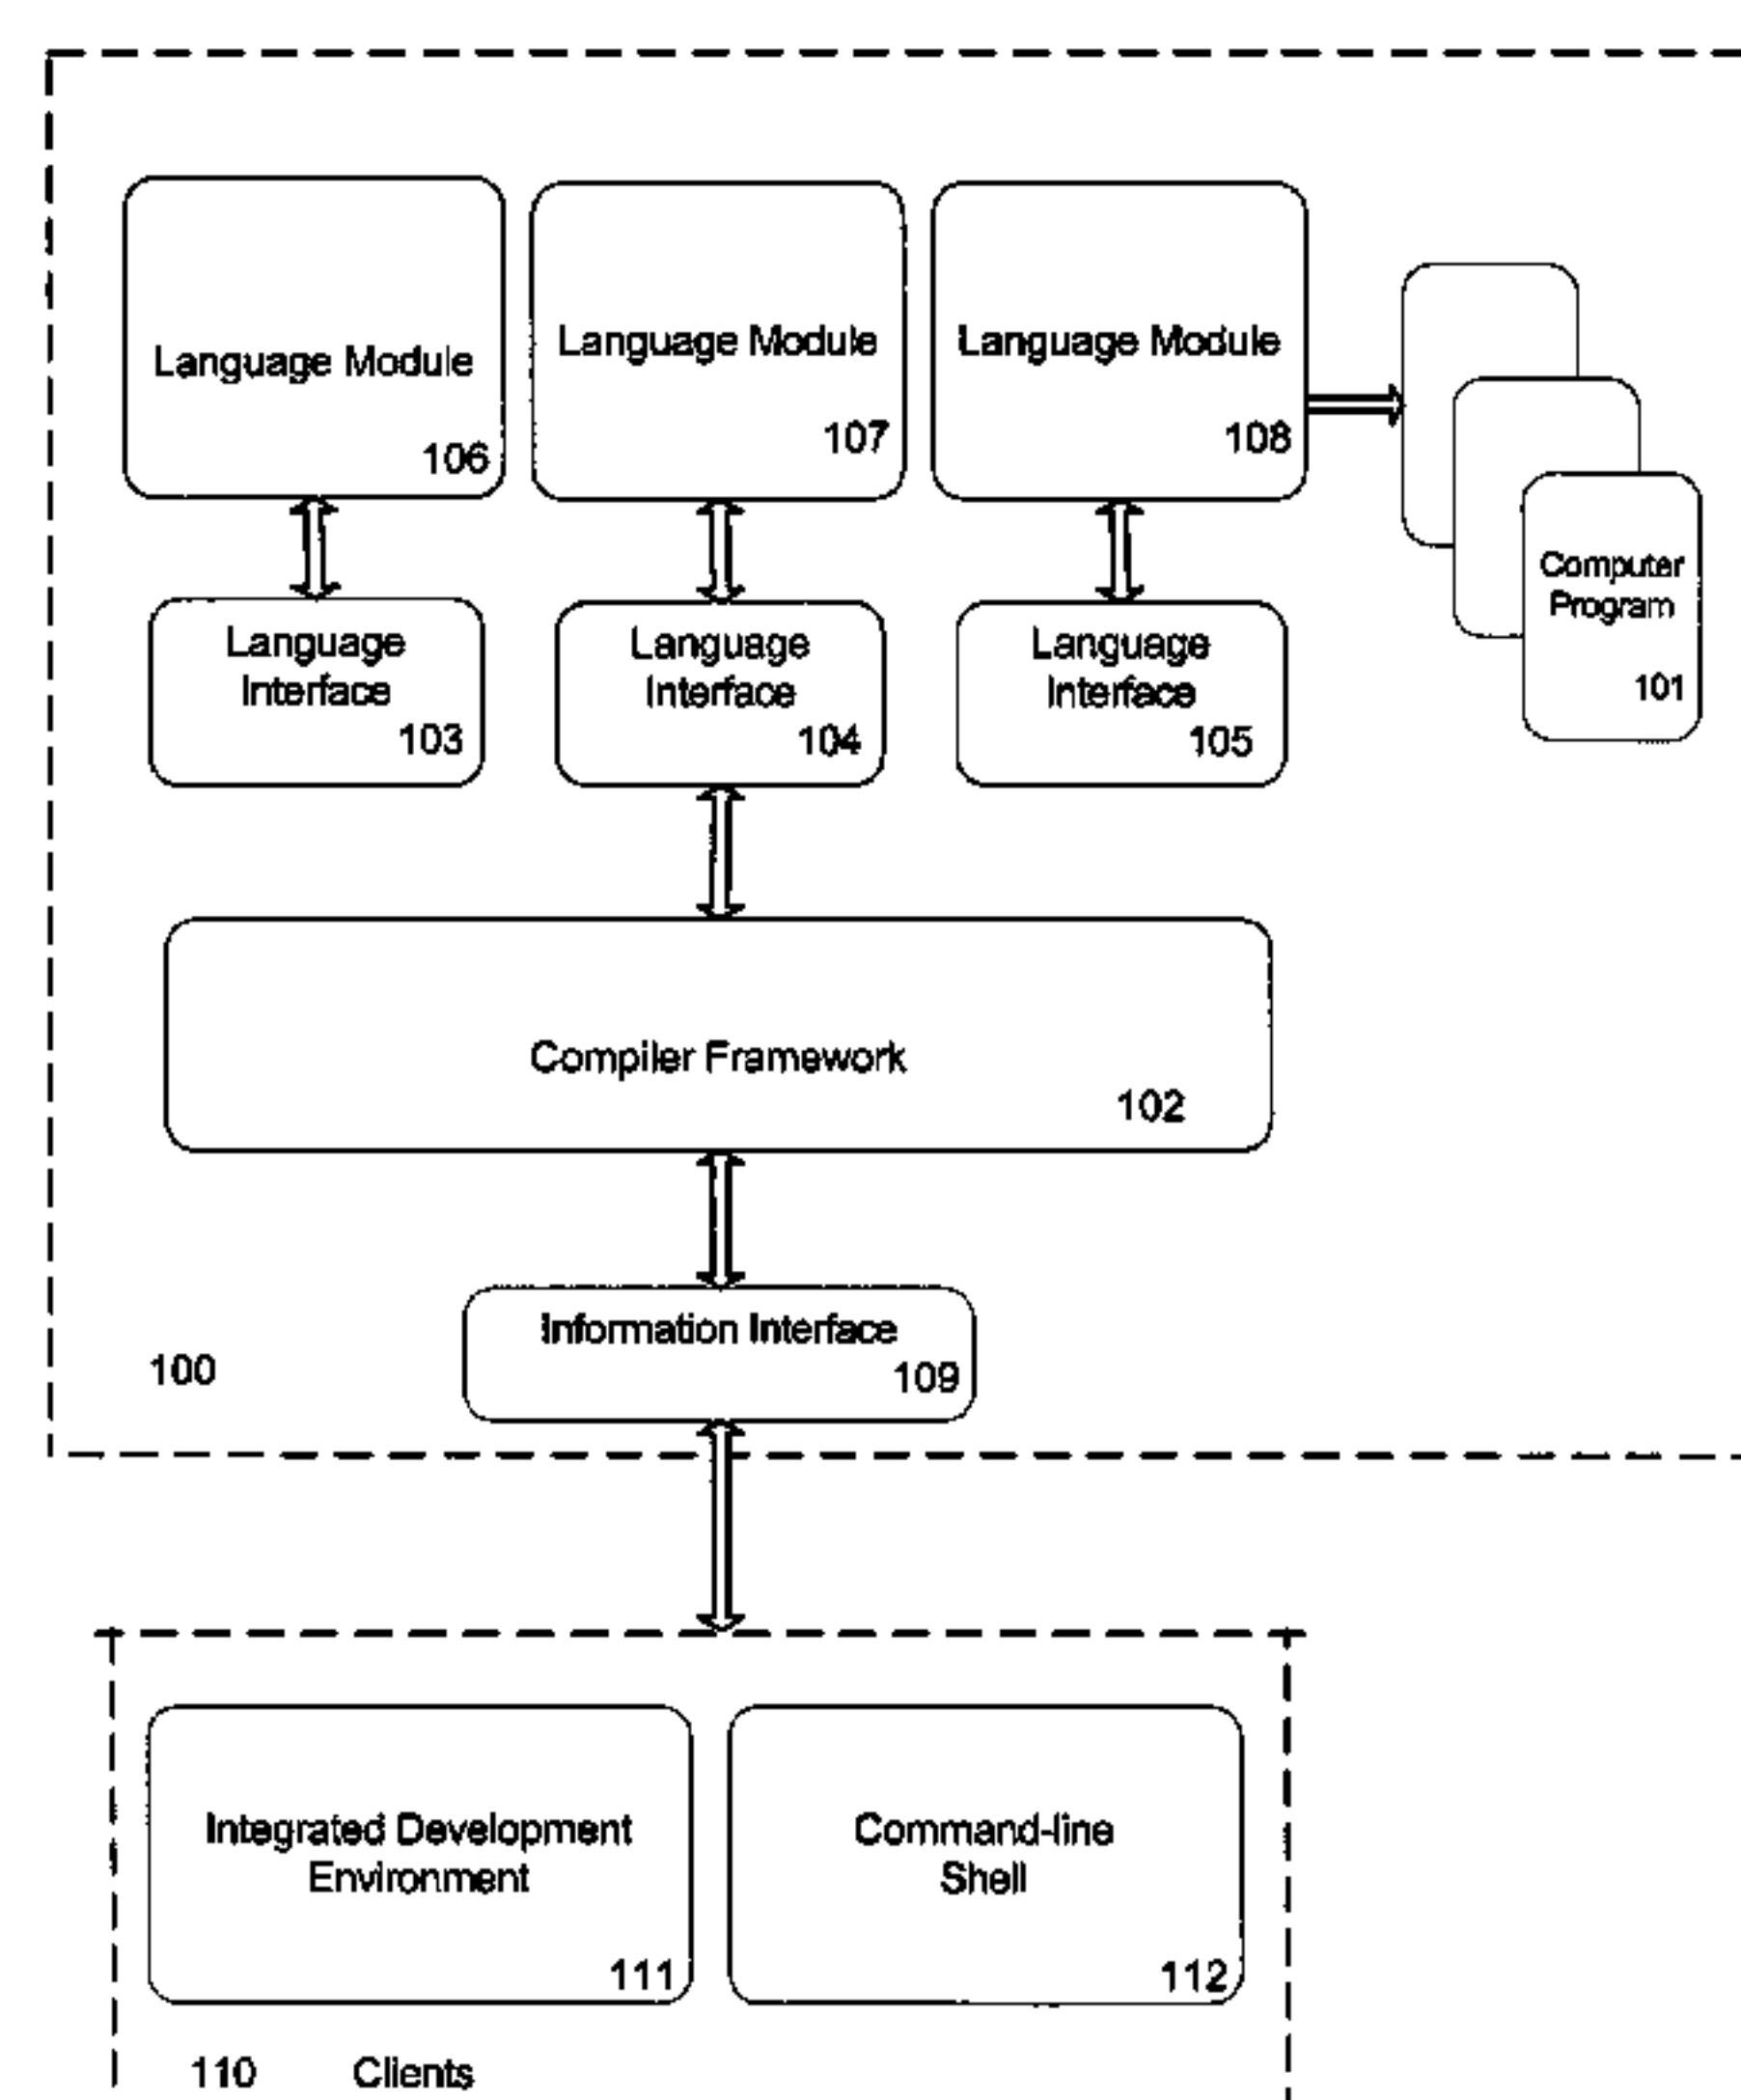 Language Module
106
Language Module
107
Language Module
108
Computer
Program
101
Language
Interface
103
Language
Interface
104
Language
Interface
105
Compiler Framework
102
Information Interface
109
100
Integrated Development
Environment
111
Command-line
Shell
112
110 Clients